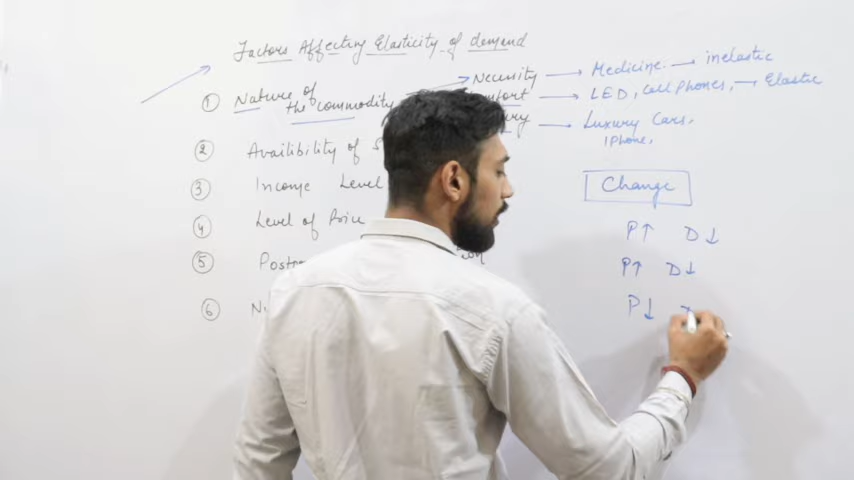 Factors Affecting Elasticity of demand
① Nature of the commodity
Necessity → Medicine → inelastic
LED, Cell phones, → Elastic
→ Luxury Cars,
iPhone,
② Availibility of
③ Income Level
④ Level of Price
⑤
⑥
Change
P↑ D↓
P↑ D↓
P↓